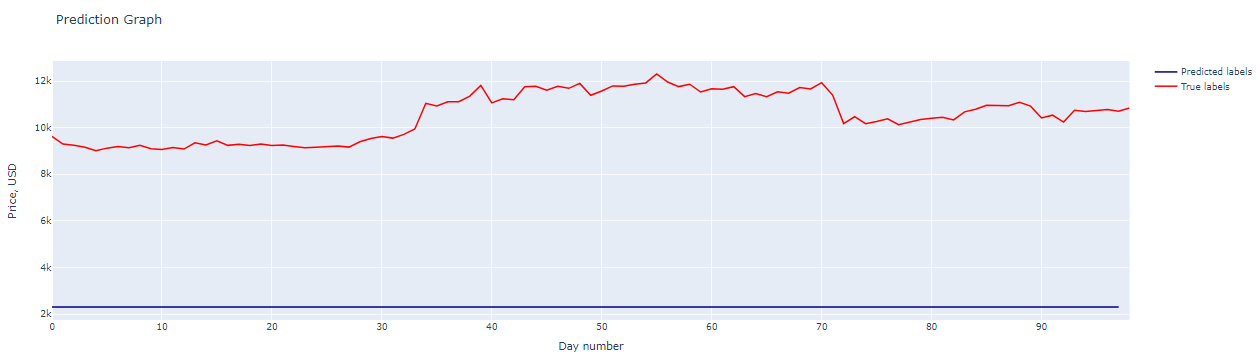 Prediction Graph
Predicted labels
True labels
12k
10k
8k
6k
4k
2k
Price, USD
0 10 20 30 40 50 60 70 80 90
Day number